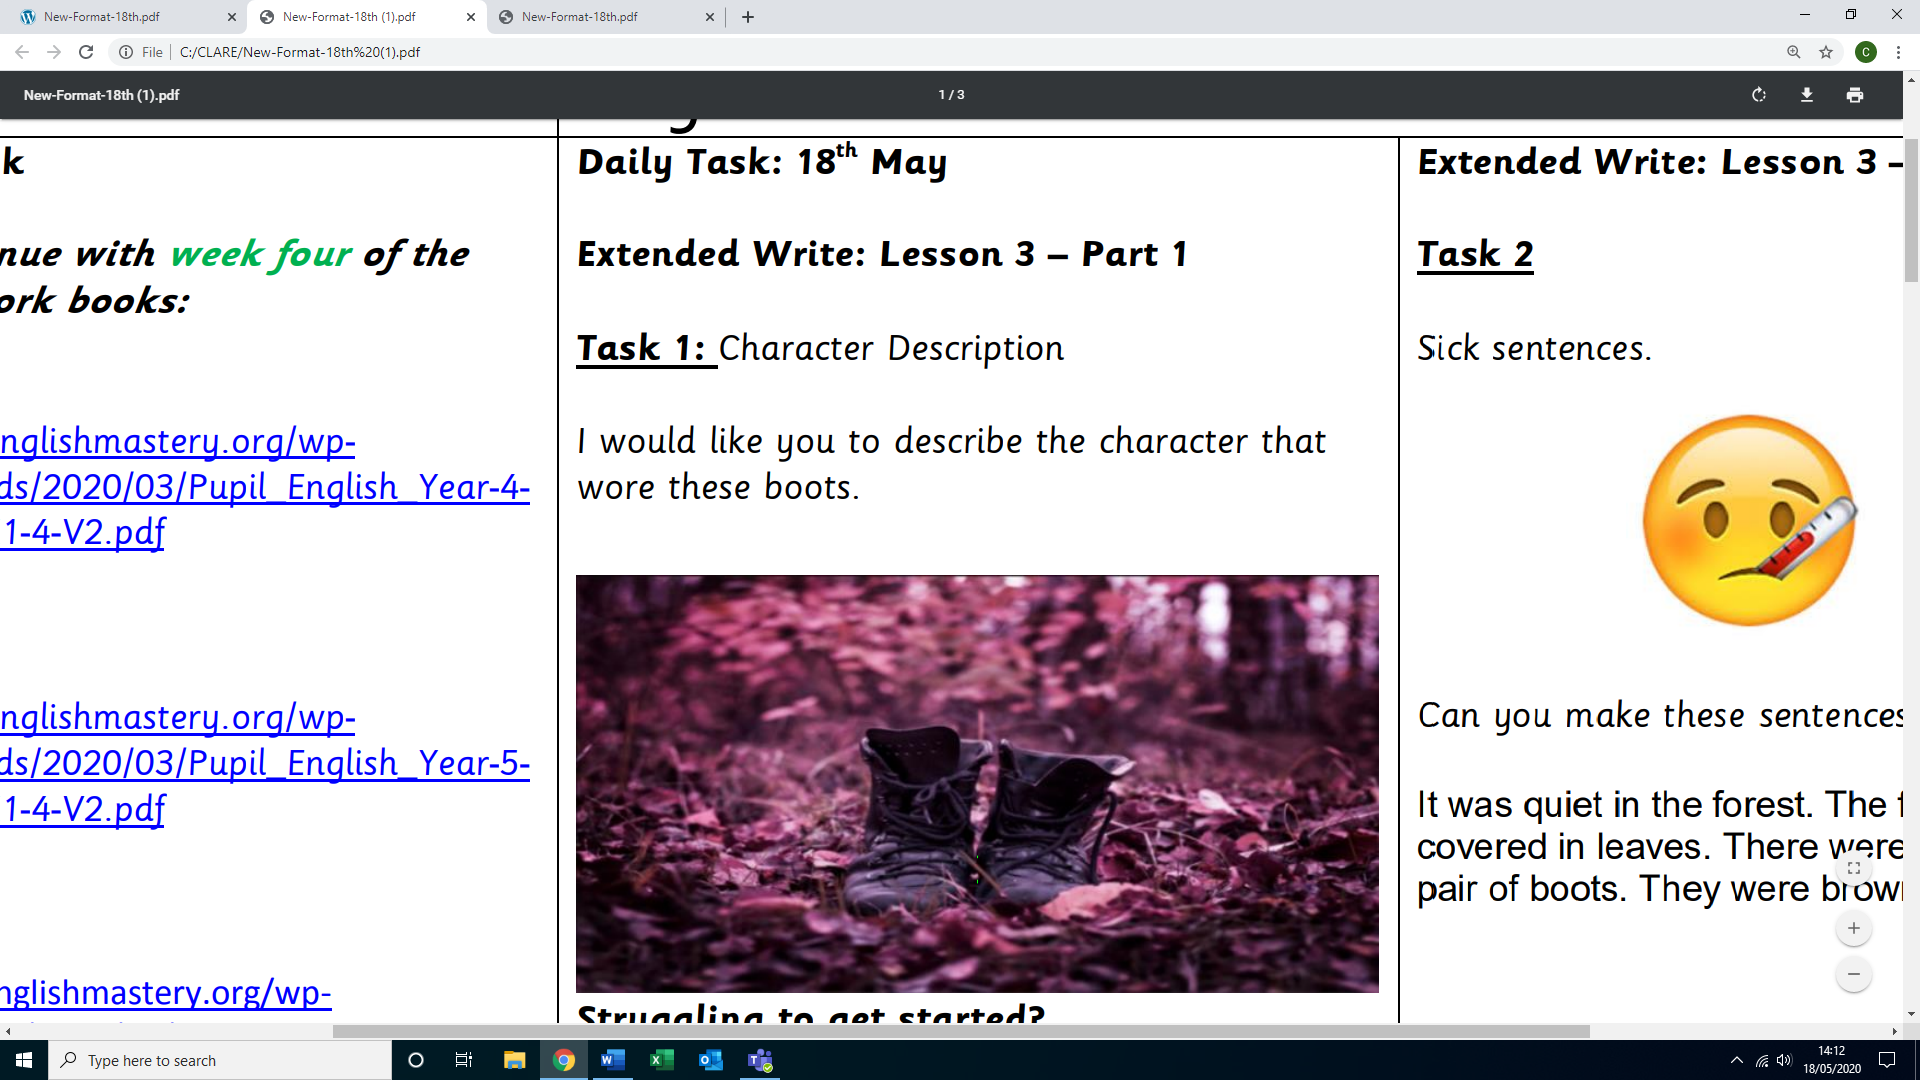 New-Format-18th.pdf
New-Format-18th (1).pdf
New-Format-18th.pdf
File
C:/CLARE/New-Format-18th%20(1).pdf
C
New-Format-18th (1).pdf
1 / 3
k
nue with week four of the
ork books:
nglishmastery.org/wp-
ds/2020/03/Pupil_English_Year-4-
1-4-V2.pdf
nglishmastery.org/wp-
ds/2020/03/Pupil_English_Year-5-
1-4-V2.pdf
nglishmastery.org/wp-
Daily Task: 18th May
Extended Write: Lesson 3 – Part 1
Task 1: Character Description
I would like you to describe the character that
wore these boots.
Struggling to get started?
Extended Write: Lesson 3 –
Task 2
Sick sentences.
Can you make these sentences
It was quiet in the forest. The f
covered in leaves. There were
pair of boots. They were brow
Type here to search
14:12
18/05/2020